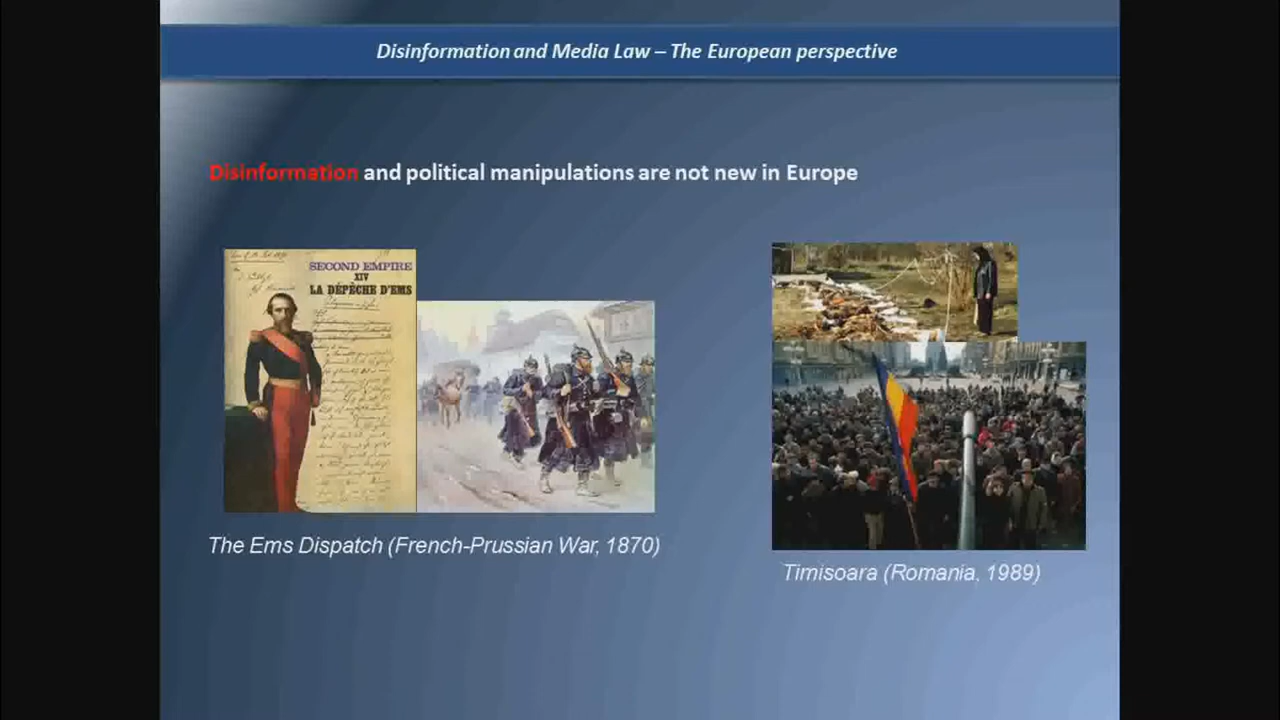 Disinformation and Media Law – The European perspective
Disinformation and political manipulations are not new in Europe
SECOND EMPIRE
XIV
LA DÉPÊCHE D'EMS
The Ems Dispatch (French-Prussian War, 1870)
Timisoara (Romania, 1989)